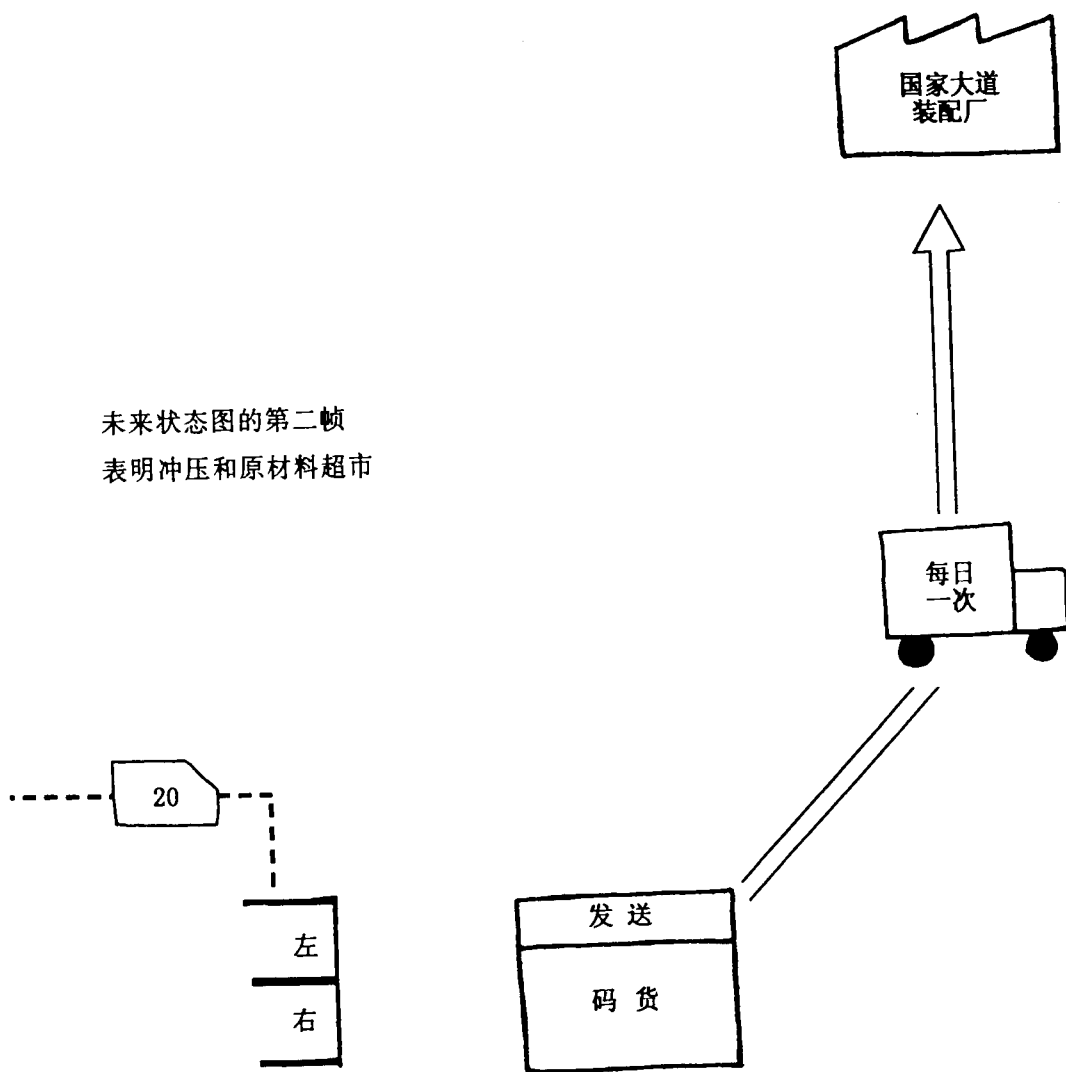 国家大道
装配厂
未来状态图的第二帧
表明冲压和原材料超市
每日
一次
20
发送
左
码货
右